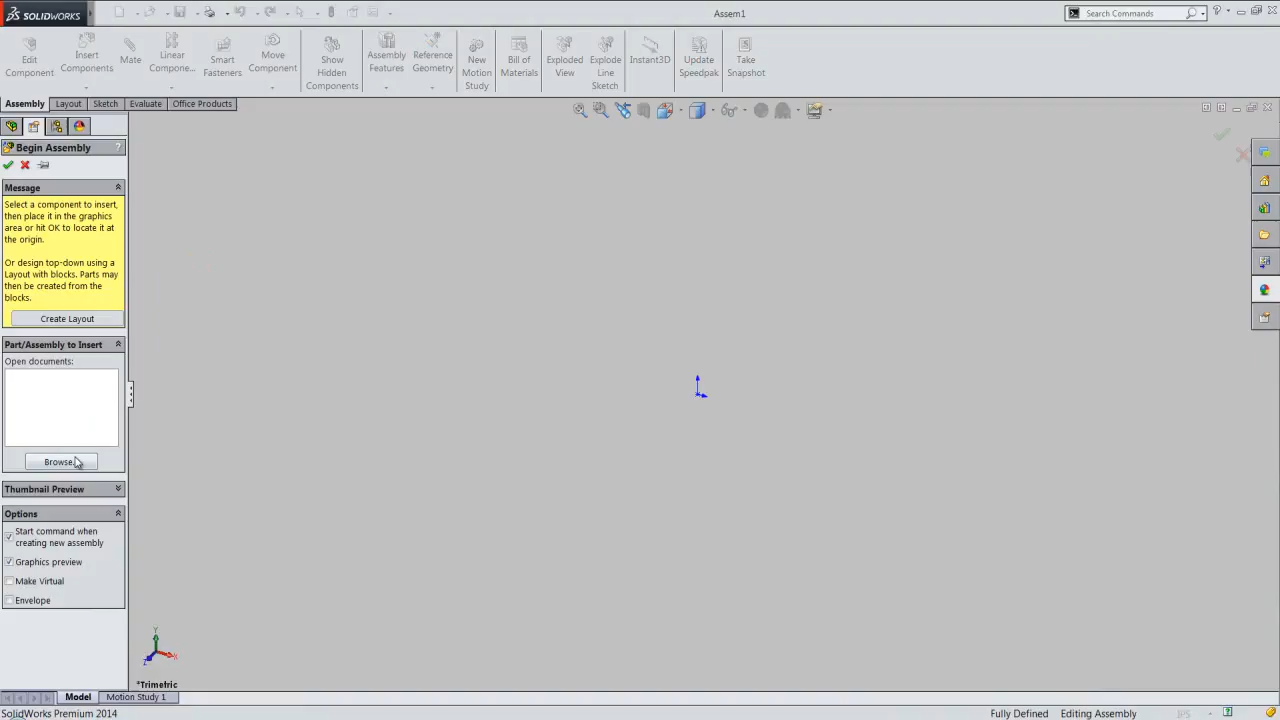 SOLIDWORKS
Assem1
Search Commands
?
Edit
Component
Insert
Components
Mate
Linear
Compone...
Smart
Fasteners
Move
Component
Show
Hidden
Components
Assembly
Features
Reference
Geometry
New
Motion
Study
Bill of
Materials
Exploded
View
Explode
Line
Sketch
Instant3D
Update
Speedpak
Take
Snapshot
Assembly
Layout
Sketch
Evaluate
Office Products
Begin Assembly
?
Message
Select a component to insert,
then place it in the graphics
area or hit OK to locate it at
the origin.
Or design top-down using a
Layout with blocks. Parts may
then be created from the
blocks.
Create Layout
Part/Assembly to Insert
Open documents:
Browse...
Thumbnail Preview
Options
Start command when
creating new assembly
Graphics preview
Make Virtual
Envelope
Y
X
Z
*Trimetric
Model
Motion Study 1
SolidWorks Premium 2014
Fully Defined
Editing Assembly
?